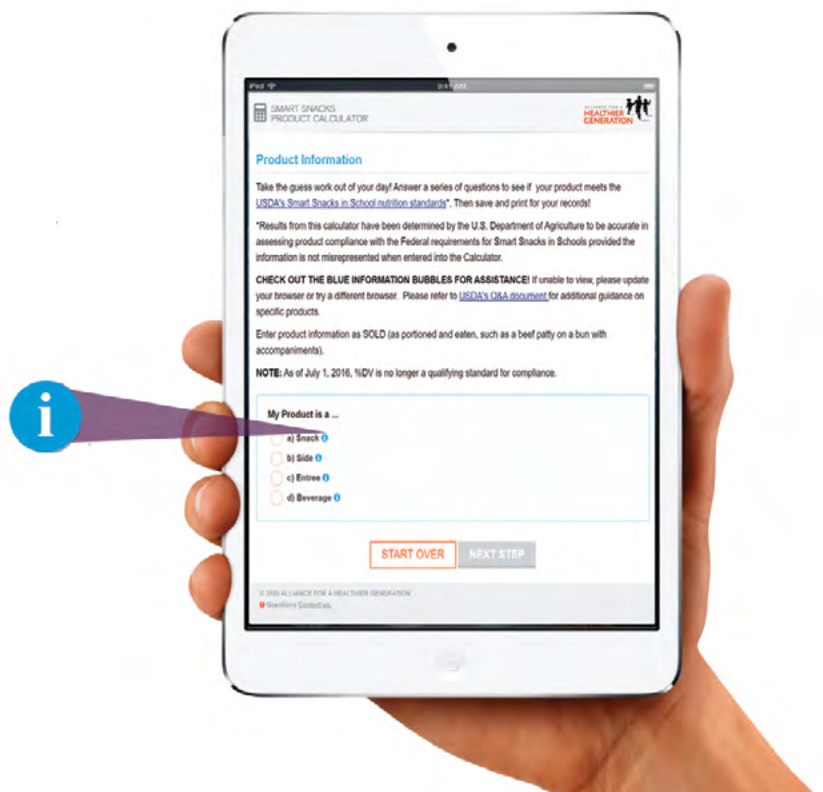 iPad 9:41 AM
SMART SNACKS
PRODUCT CALCULATOR
ALLIANCE FOR A
HEALTHIER
GENERATION
Product Information
Take the guess work out of your day! Answer a series of questions to see if your product meets the
USDA's Smart Snacks in School nutrition standards*. Then save and print for your records!
*Results from this calculator have been determined by the U.S. Department of Agriculture to be accurate in
assessing product compliance with the Federal requirements for Smart Snacks in Schools provided the
information is not misrepresented when entered into the Calculator.
CHECK OUT THE BLUE INFORMATION BUBBLES FOR ASSISTANCE! If unable to view, please update
your browser or try a different browser. Please refer to USDA's Q&A document for additional guidance on
specific products.
Enter product information as SOLD (as portioned and eaten, such as a beef patty on a bun with
accompaniments).
NOTE: As of July 1, 2016, %DV is no longer a qualifying standard for compliance.
My Product is a ...
i
a) Snack i
b) Side i
c) Entree i
d) Beverage i
START OVER NEXT STEP
© 2020 ALLIANCE FOR A HEALTHIER GENERATION
Questions Contact us.